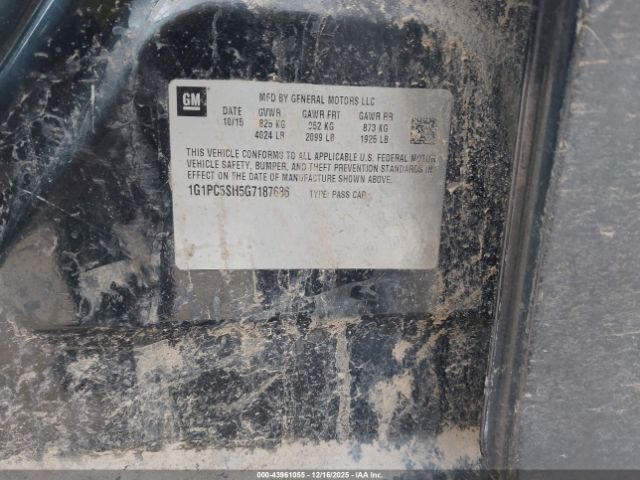 GM
MFD BY GENERAL MOTORS LLC
DATE GVWR GAWR FRT GAWR RR
10/15 825 KG 952 KG 873 KG
4024 LB 2099 LB 1925 LB
THIS VEHICLE CONFORMS TO ALL APPLICABLE U.S. FEDERAL MOTOR
VEHICLE SAFETY, BUMPER, AND THEFT PREVENTION STANDARDS IN
EFFECT ON THE DATE OF MANUFACTURE SHOWN ABOVE.
TYPE: PASS CAR
000-43961055 - 12/16/2025 - IAA Inc.